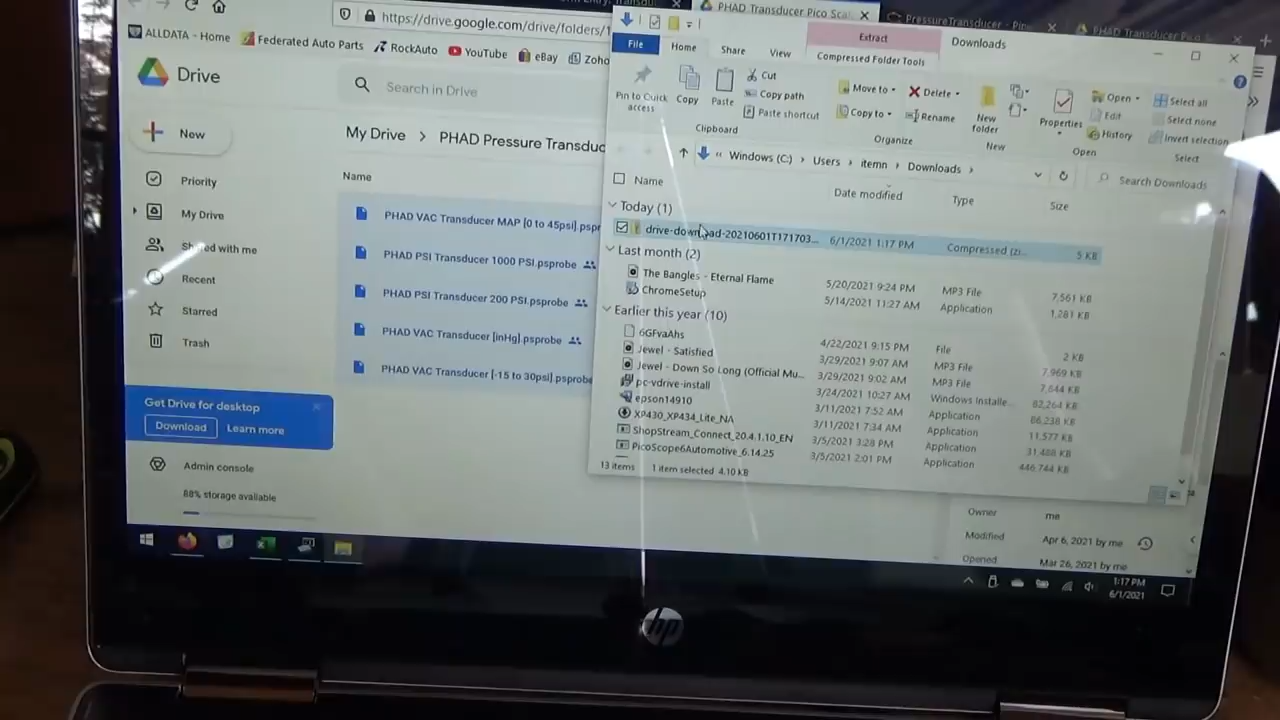 PHAD Transducer Pico Scal
PressureTransducer - Pine
PHAD Transducer Pico S
https://drive.google.com/drive/folders/1
ALLDATA - Home
Federated Auto Parts
RockAuto
YouTube
eBay
Zoho
Drive
Search in Drive
New
My Drive > PHAD Pressure Transduc
Priority
My Drive
Shared with me
Recent
Starred
Trash
Name
PHAD VAC Transducer MAP [0 to 45psi].pspr
PHAD PSI Transducer 1000 PSI.psprobe
PHAD PSI Transducer 200 PSI.psprobe
PHAD VAC Transducer [inHg].psprobe
PHAD VAC Transducer [-15 to 30psi].psprobe
Get Drive for desktop
Download
Learn more
Admin console
88% storage available
Extract
Downloads
File
Home
Share
View
Compressed Folder Tools
Pin to Quick access
Copy
Paste
Cut
Copy path
Paste shortcut
Clipboard
Move to
Copy to
Delete
Rename
Organize
New folder
New
Properties
Open
Edit
History
Open
Select all
Select none
Invert selection
Select
« Windows (C:) > Users > itemn > Downloads >
Search Downloads
Name Date modified Type Size
Today (1)
drive-download-20210601T171703... 6/1/2021 1:17 PM Compressed (zi... 5 KB
Last month (2)
The Bangles - Eternal Flame 5/20/2021 9:24 PM MP3 File 7,561 KB
ChromeSetup 5/14/2021 11:27 AM Application 1,281 KB
Earlier this year (10)
6GFvaAhs 4/22/2021 9:15 PM File 2 KB
Jewel - Satisfied 3/29/2021 9:07 AM MP3 File 7,969 KB
Jewel - Down So Long (Official Mu... 3/29/2021 9:02 AM MP3 File 7,644 KB
pc-vdrive-install 3/24/2021 10:27 AM Windows Installe... 82,264 KB
epson14910 3/11/2021 7:52 AM Application 86,238 KB
XP430_XP434_Lite_NA 3/11/2021 7:34 AM Application 11,577 KB
ShopStream_Connect_20.4.1.10_EN 3/5/2021 3:28 PM Application 31,488 KB
PicoScope6Automotive_6.14.25 3/5/2021 2:01 PM Application 446,744 KB
13 items 1 item selected 4.10 KB
Owner me
Modified Apr 6, 2021 by me
Opened Mar 26, 2021 by me
1:17 PM
6/1/2021
hp